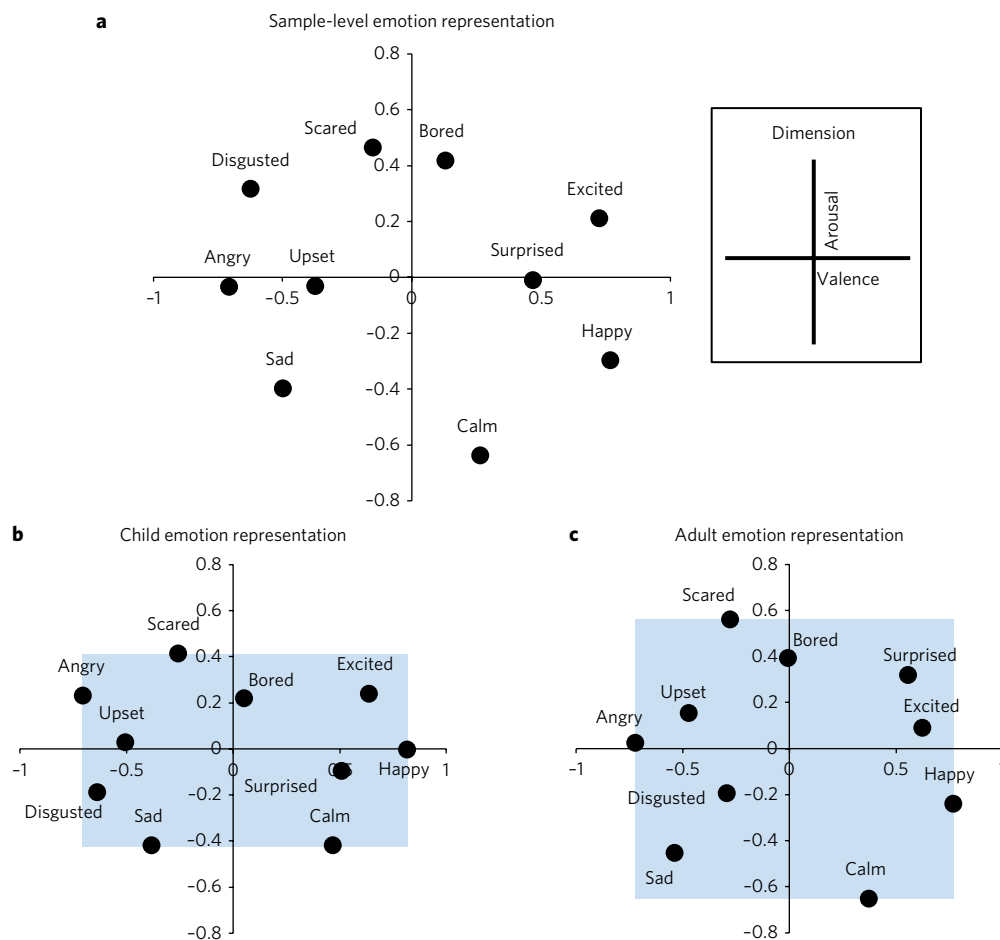 a
Sample-level emotion representation
0.8
0.6
Scared
Bored
0.4
Disgusted
Excited
0.2
Surprised
Angry
Upset
0
-1
–0.5
0
0.5
1
–0.2
Happy
Sad
–0.4
Calm
–0.6
–0.8
Dimension
Arousal
Valence
b
Child emotion representation
0.8
0.6
Scared
0.4
Angry
Excited
Bored
0.2
Upset
0
-1
–0.5
0
0.5
1
Happy
Surprised
–0.2
Disgusted
Sad
Calm
–0.4
–0.6
–0.8
c
Adult emotion representation
0.8
Scared
0.6
Bored
0.4
Surprised
Upset
0.2
Excited
Angry
0
-1
–0.5
0
0.5
Happy
Disgusted
–0.2
–0.4
Sad
Calm
–0.6
–0.8